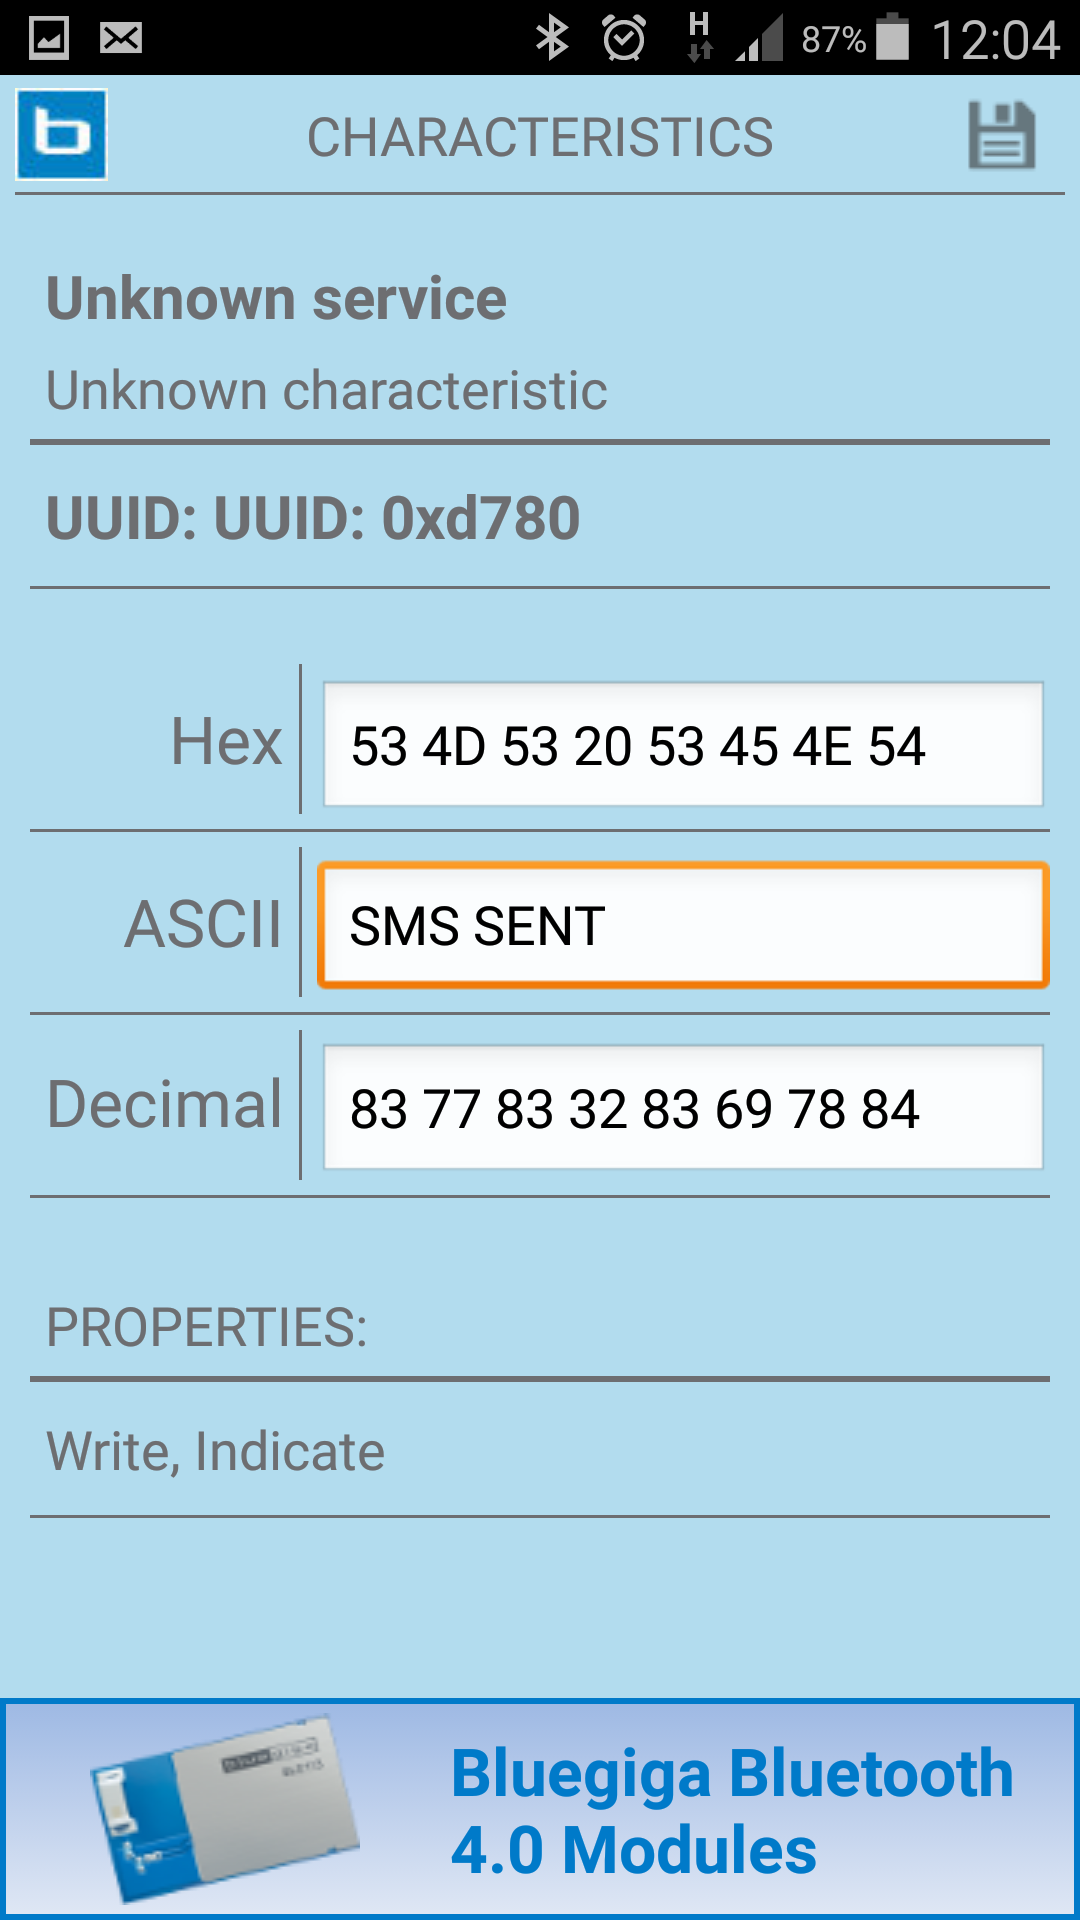 H 87% 12:04
b CHARACTERISTICS
Unknown service
Unknown characteristic
UUID: UUID: 0xd780
Hex 53 4D 53 20 53 45 4E 54
ASCII SMS SENT
Decimal 83 77 83 32 83 69 78 84
PROPERTIES:
Write, Indicate
Bluegiga Bluetooth
4.0 Modules